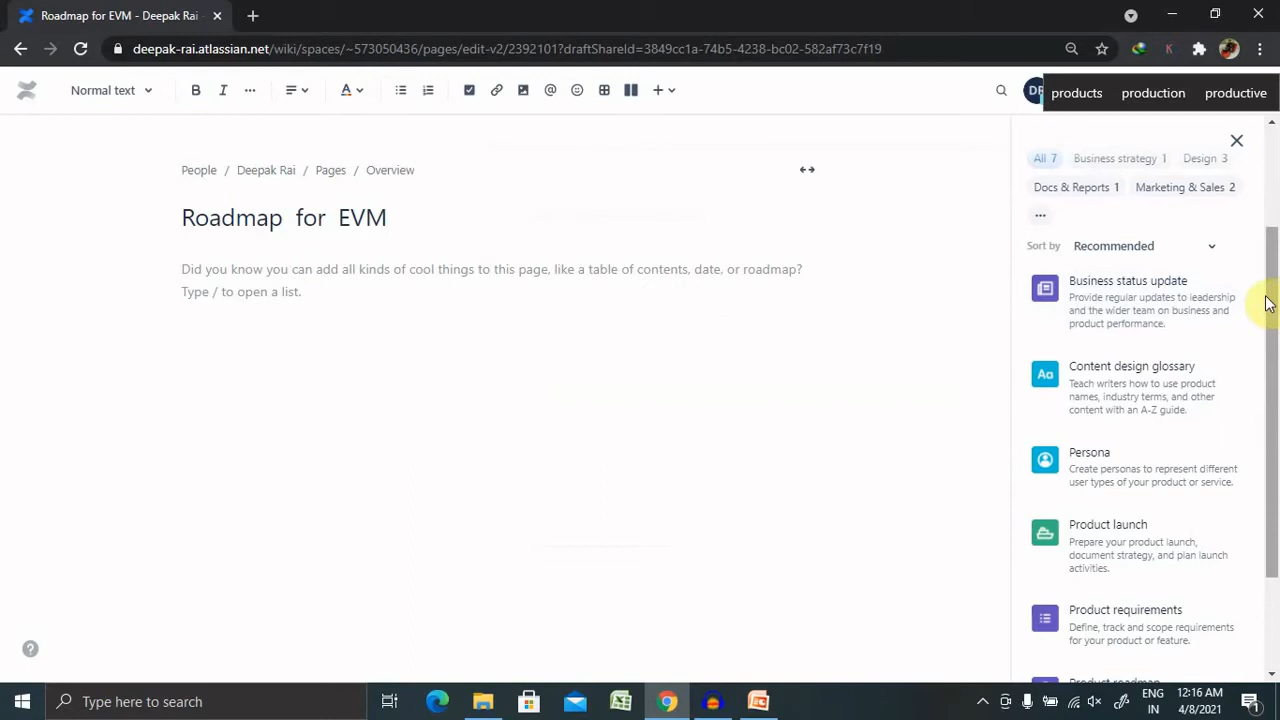 Roadmap for EVM - Deepak Rai -
deepak-rai.atlassian.net/wiki/spaces/~573050436/pages/edit-v2/2392101?draftShareId=3849cc1a-74b5-4238-bc02-582af73c7f19
Normal text
B I
A
DR
products production productive
People / Deepak Rai / Pages / Overview
Roadmap for EVM
Did you know you can add all kinds of cool things to this page, like a table of contents, date, or roadmap?
Type / to open a list.
All 7 Business strategy 1 Design 3
Docs & Reports 1 Marketing & Sales 2
Sort by Recommended
Business status update
Provide regular updates to leadership
and the wider team on business and
product performance.
Aa
Content design glossary
Teach writers how to use product
names, industry terms, and other
content with an A-Z guide.
Persona
Create personas to represent different
user types of your product or service.
Product launch
Prepare your product launch,
document strategy, and plan launch
activities.
Product requirements
Define, track and scope requirements
for your product or feature.
Product roadmap
Type here to search
ENG
IN
12:16 AM
4/8/2021
1